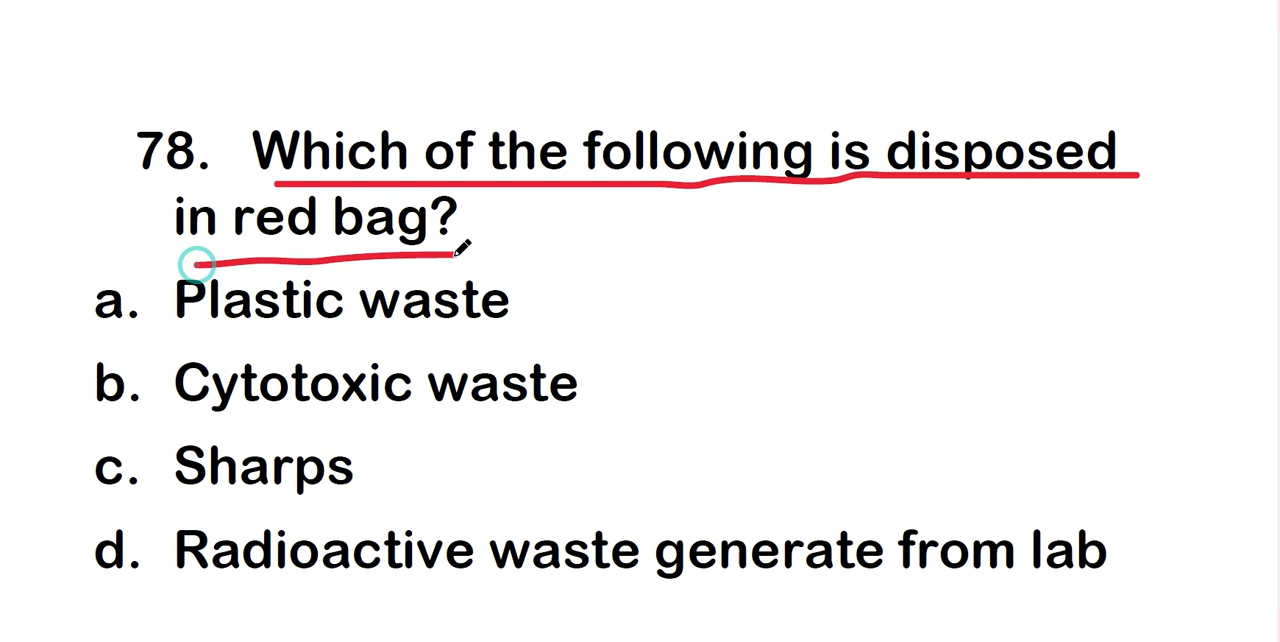 78. Which of the following is disposed
in red bag?
a. Plastic waste
b. Cytotoxic waste
c. Sharps
d. Radioactive waste generate from lab